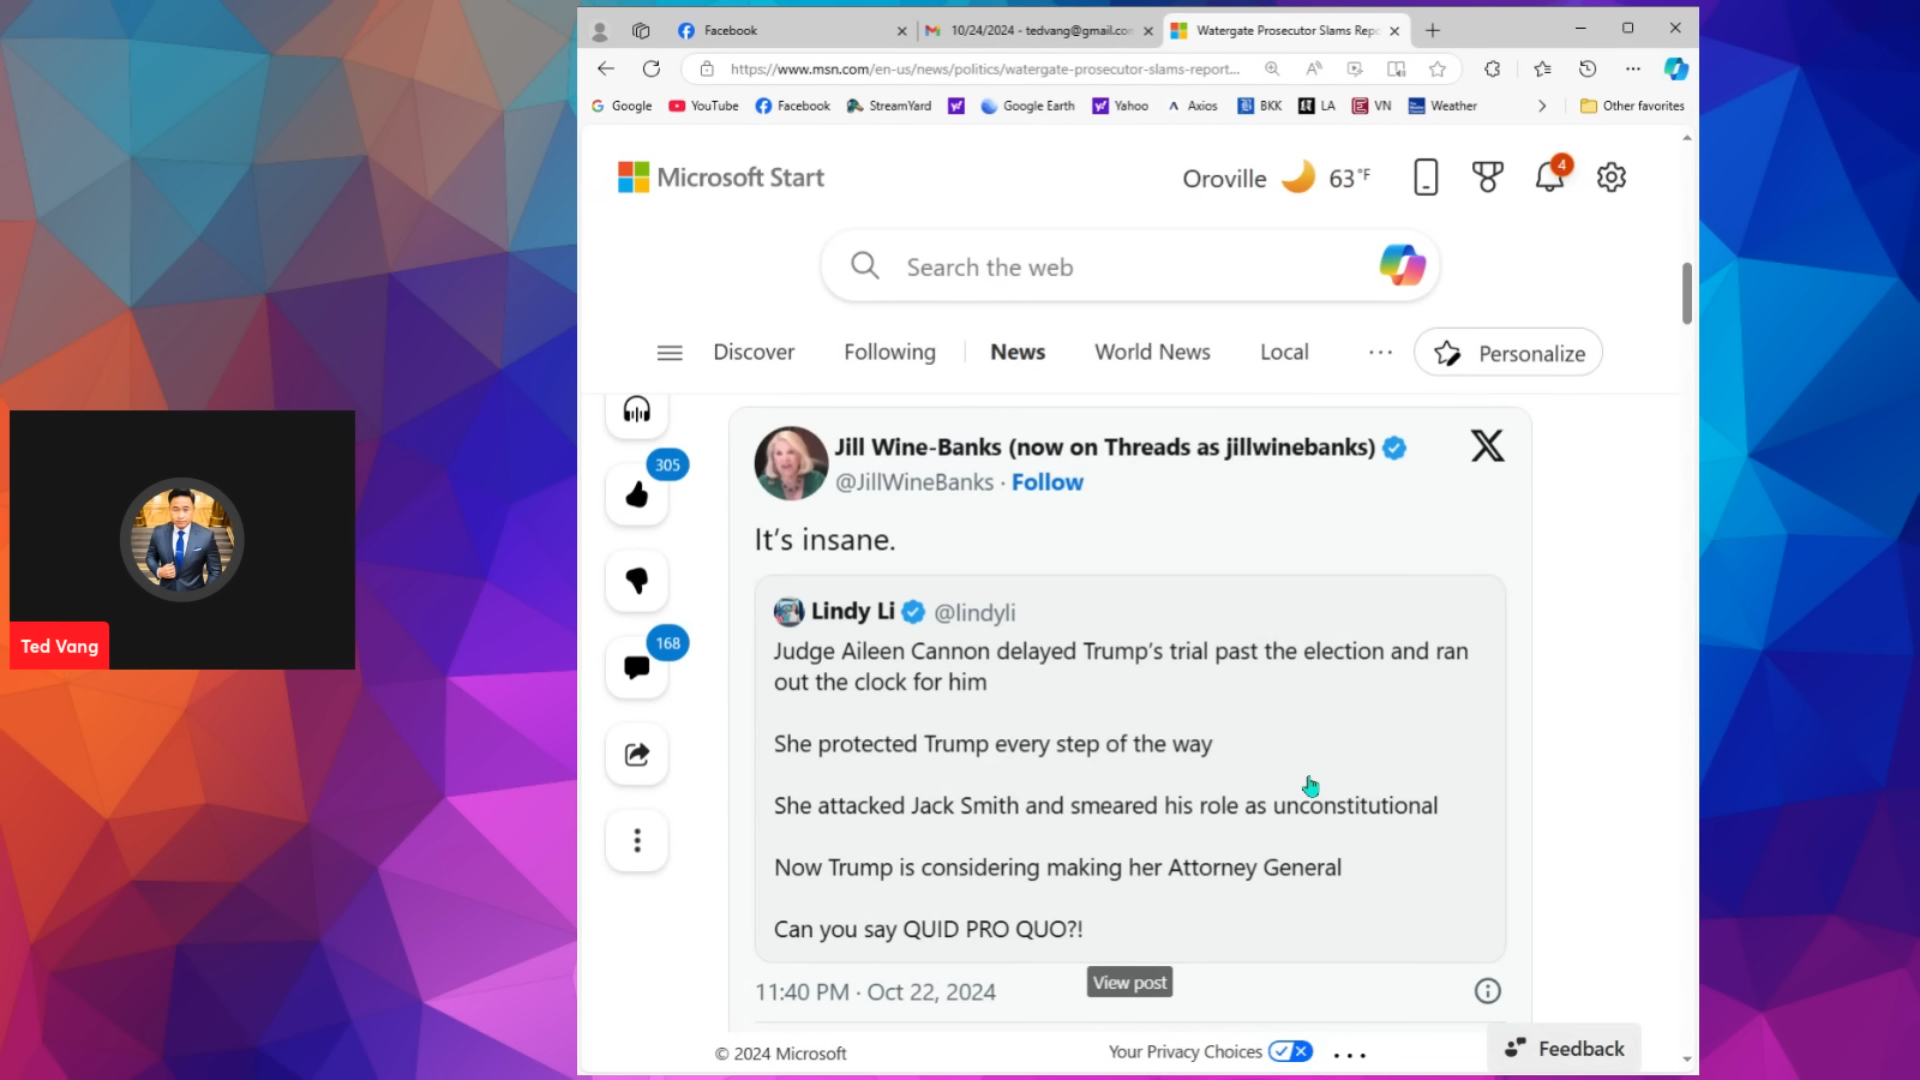 Facebook
10/24/2024 - tedvang@gmail.co
Watergate Prosecutor Slams Rep
https://www.msn.com/en-us/news/politics/watergate-prosecutor-slams-report...
Google YouTube Facebook StreamYard Google Earth Yahoo Axios BKK LA VN Weather Other favorites
Microsoft Start
Oroville 63°F
4
Search the web
Discover Following News World News Local ... Personalize
Jill Wine-Banks (now on Threads as jillwinebanks)
@JillWineBanks · Follow
305
It's insane.
Lindy Li @lindyli
168
Judge Aileen Cannon delayed Trump's trial past the election and ran
out the clock for him
She protected Trump every step of the way
She attacked Jack Smith and smeared his role as unconstitutional
Now Trump is considering making her Attorney General
Can you say QUID PRO QUO?!
View post
11:40 PM · Oct 22, 2024
© 2024 Microsoft
Your Privacy Choices
...
Feedback
Ted Vang